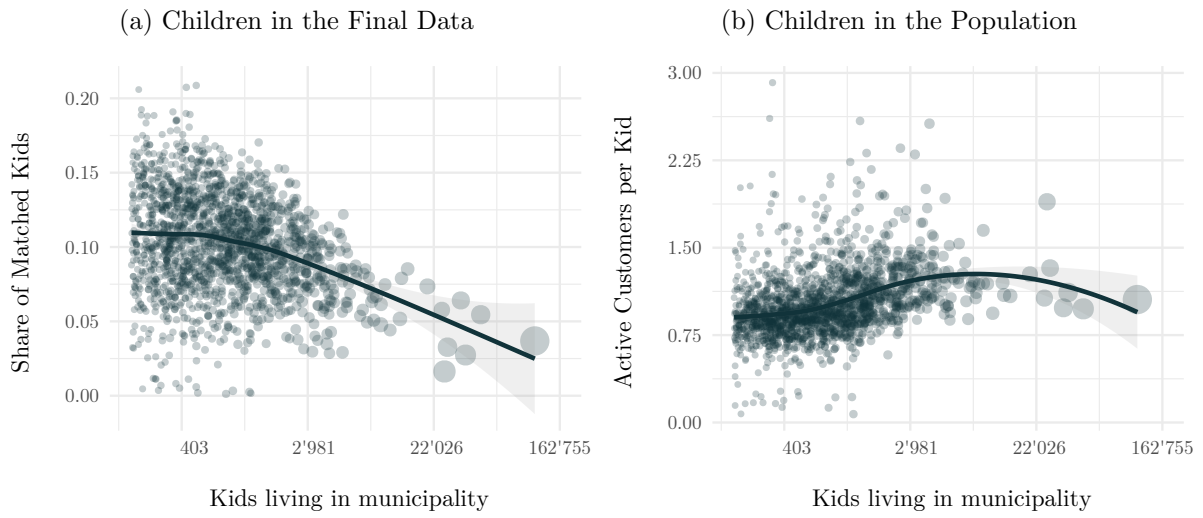 (a) Children in the Final Data
Share of Matched Kids
0.20
0.15
0.10
0.05
0.00
403 2'981 22'026 162'755
Kids living in municipality
(b) Children in the Population
Active Customers per Kid
3.00
2.25
1.50
0.75
0.00
403 2'981 22'026 162'755
Kids living in municipality